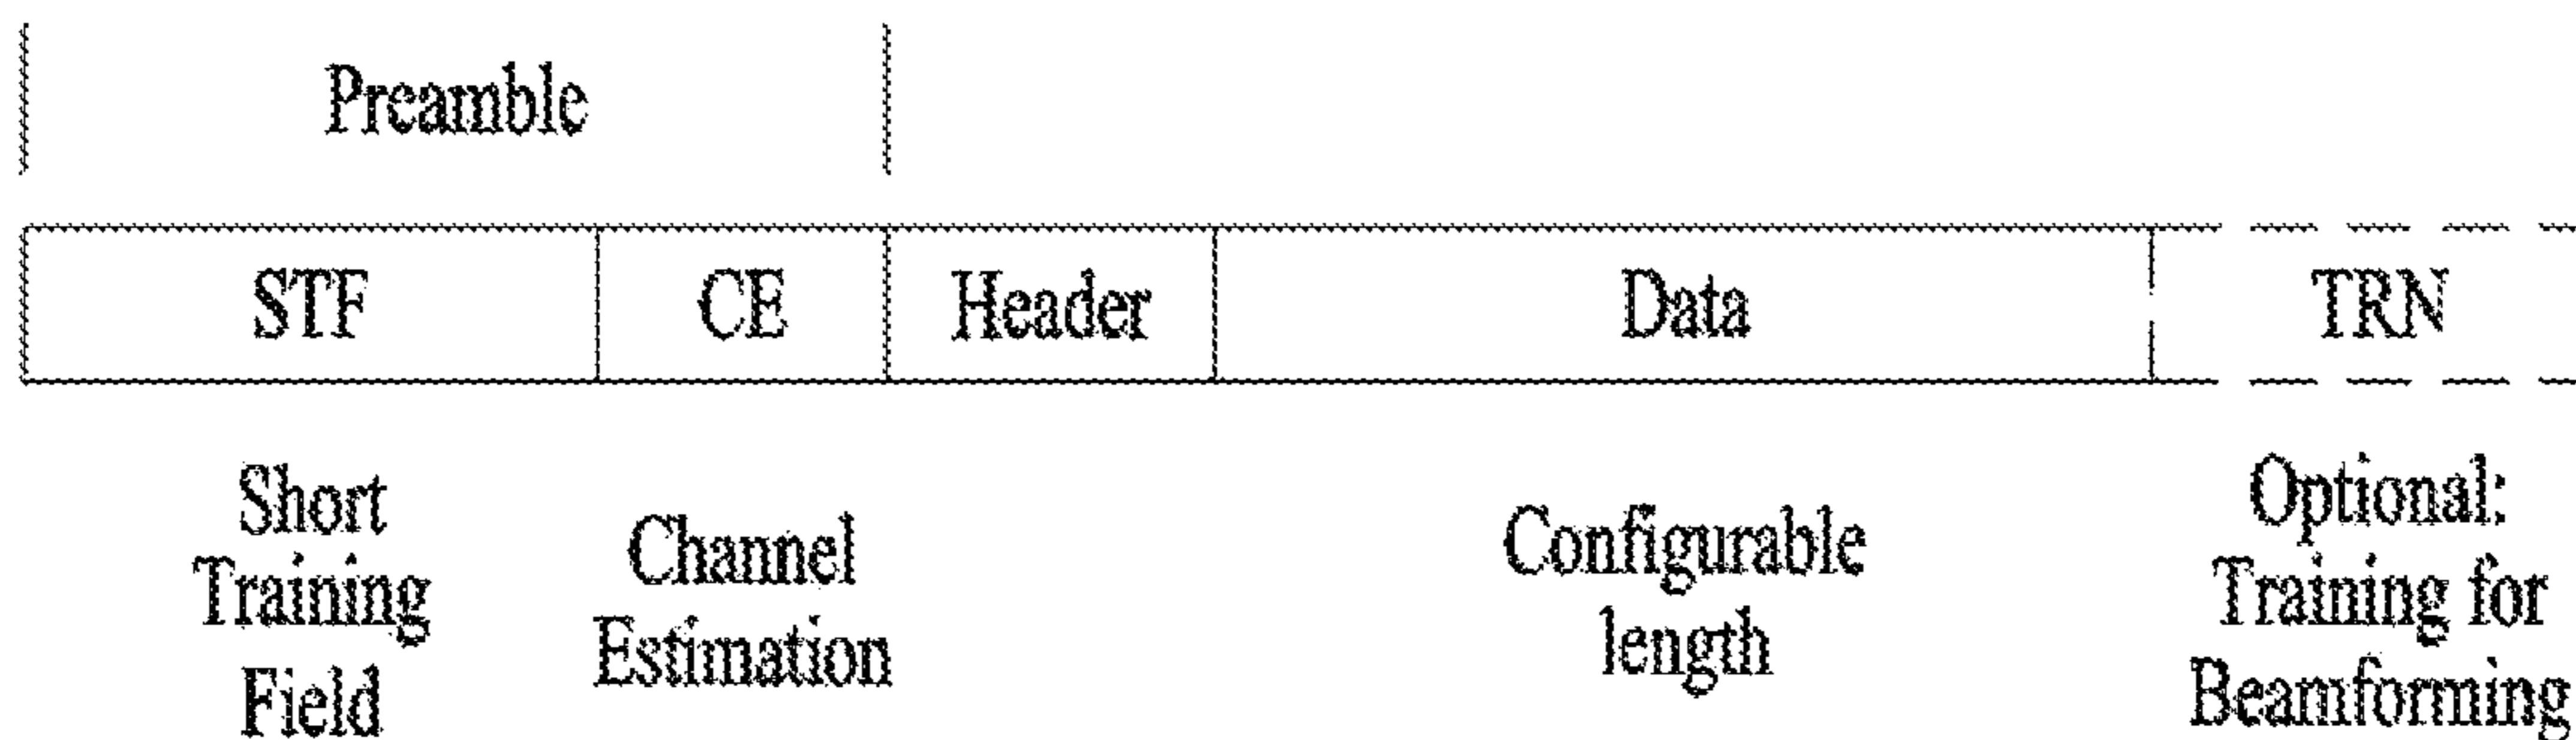 Preamble
STF CE Header Data TRN
Short
Training
Field
Channel
Estimation
Configurable
length
Optional:
Training for
Beamforming